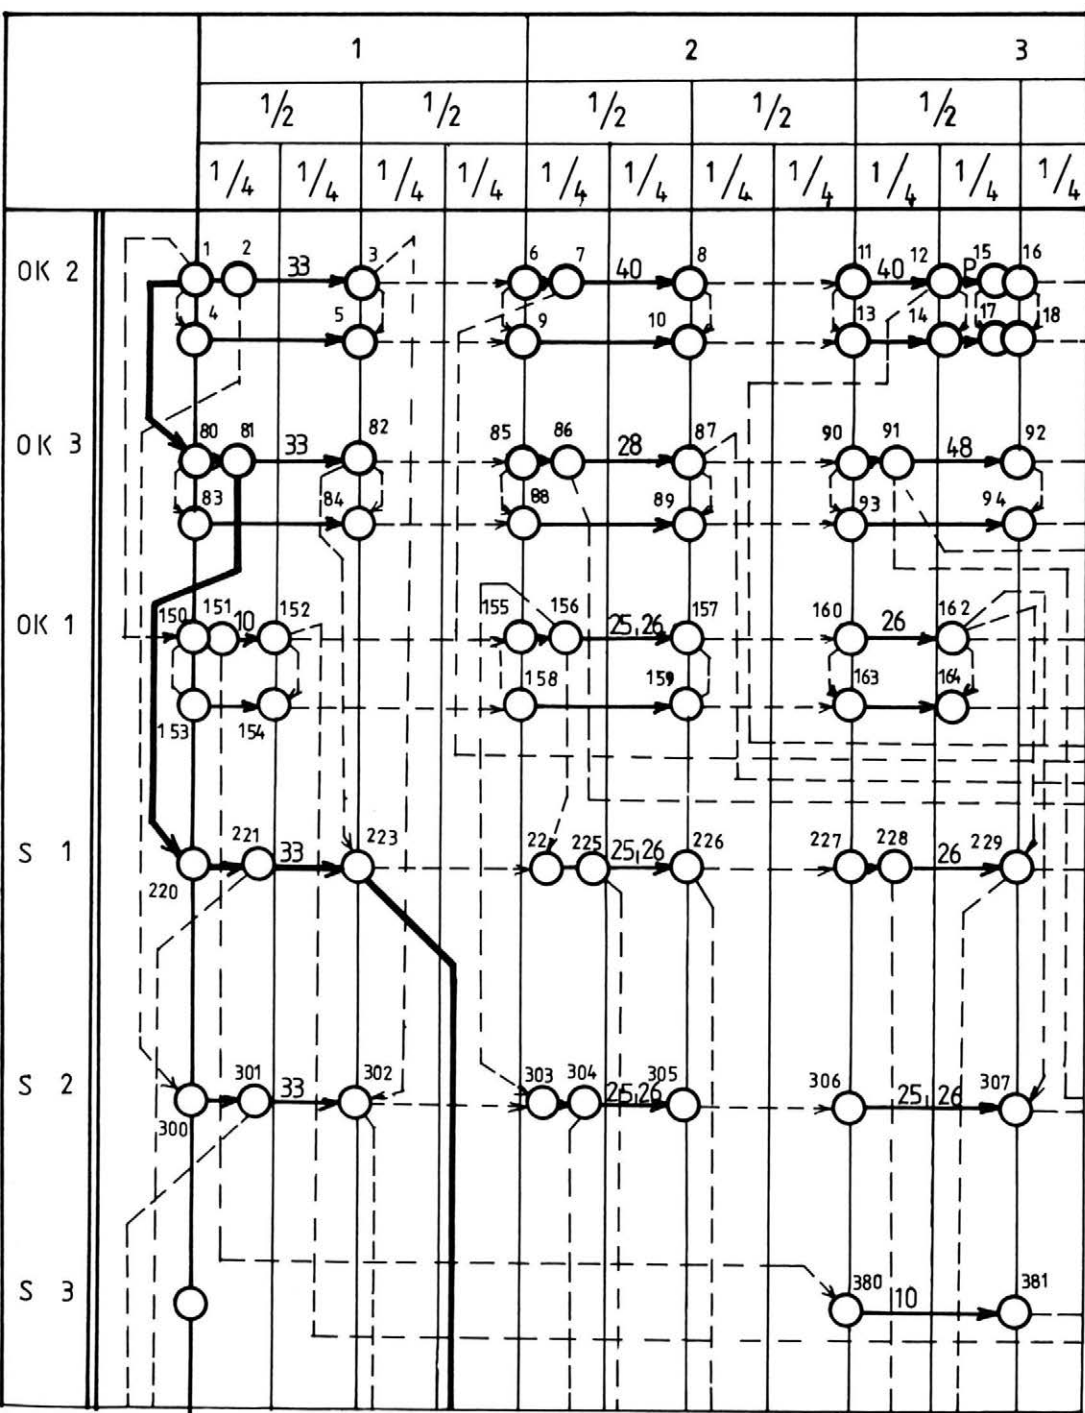 1 2 3
1/2 1/2 1/2 1/2 1/2
1/4 1/4 1/4 1/4 1/4 1/4 1/4 1/4 1/4 1/4 1/4
OK 2 1 2 33 3 6 7 40 8 11 40 12 P 15 16
4 5 9 10 13 14 17 18
OK 3 80 81 33 82 85 86 28 87 90 91 48 92
83 84 88 89 93 94
OK 1 150 151 10 152 155 156 25,26 157 160 26 162
153 154 158 159 163 164
S 1 220 221 33 223 22 225 25,26 226 227 228 26 229
S 2 300 301 33 302 303 304 25,26 305 306 25,26 307
S 3 380 10 381